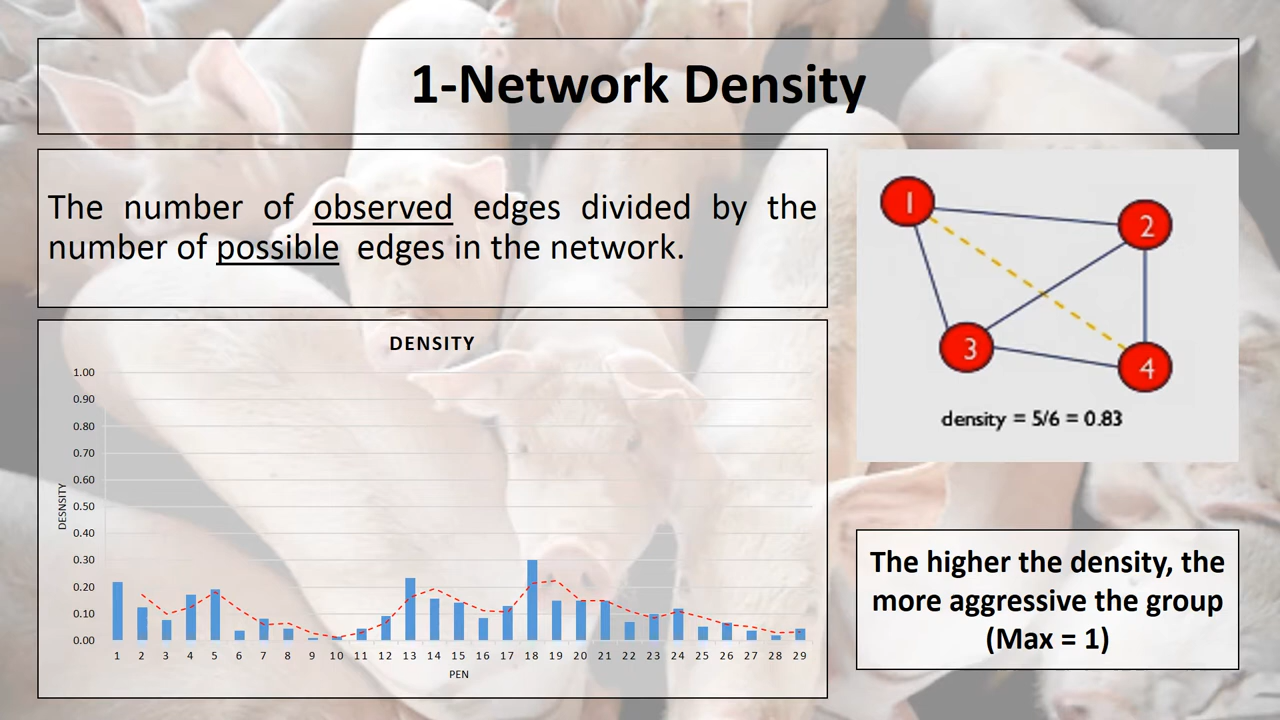 1-Network Density
The number of observed edges divided by the
number of possible edges in the network.
1
2
3
4
density = 5/6 = 0.83
DENSITY
1.00
0.90
0.80
0.70
0.60
0.50
0.40
0.30
0.20
0.10
0.00
DESNSITY
1 2 3 4 5 6 7 8 9 10 11 12 13 14 15 16 17 18 19 20 21 22 23 24 25 26 27 28 29
PEN
The higher the density, the
more aggressive the group
(Max = 1)